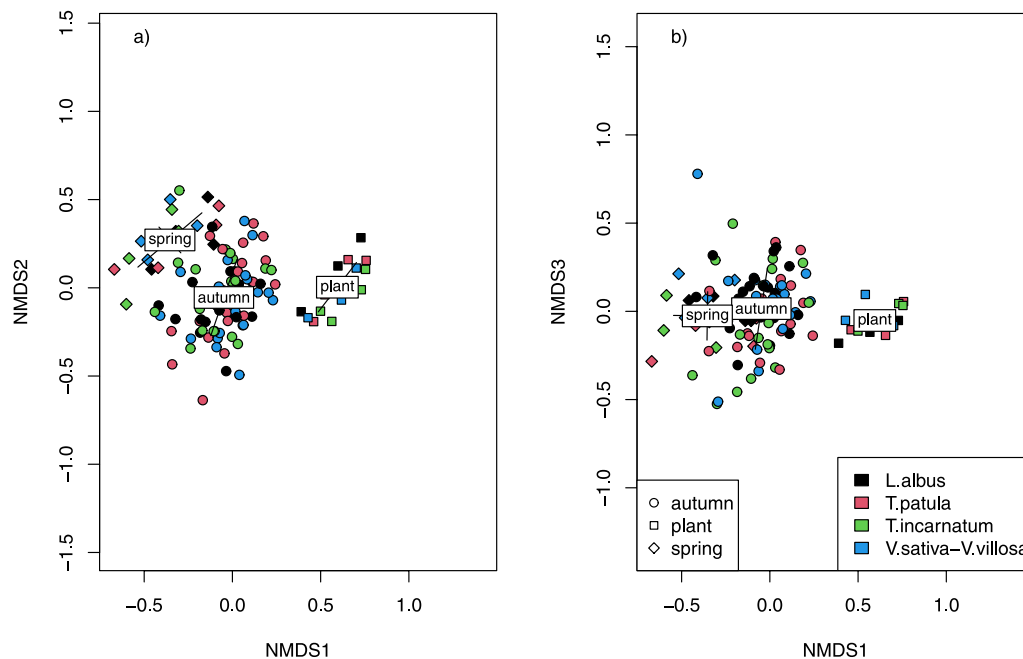 a)
1.5
1.0
0.5
0.0
−0.5
−1.0
−1.5
NMDS2
spring
autumn
plant
−0.5
0.0
0.5
1.0
NMDS1
b)
1.5
1.0
0.5
0.0
−0.5
−1.0
NMDS3
spring
autumn
plant
autumn
plant
spring
L.albus
T.patula
T.incarnatum
V.sativa−V.villosa
−0.5
0.0
0.5
1.0
NMDS1